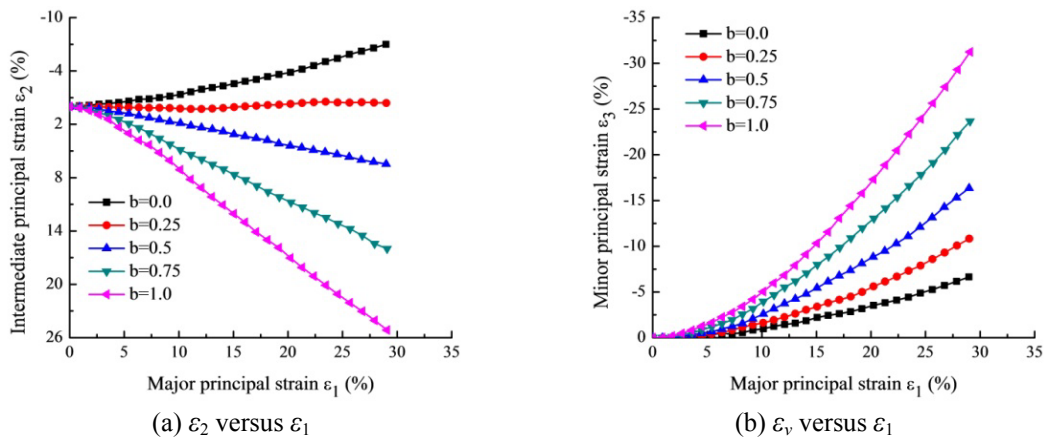 -10
-4
2
8
14
20
26
Intermediate principal strain ε2 (%)
b=0.0
b=0.25
b=0.5
b=0.75
b=1.0
0 5 10 15 20 25 30 35
Major principal strain ε1 (%)
(a) ε2 versus ε1
-35
-30
-25
-20
-15
-10
-5
0
Minor principal strain ε3 (%)
b=0.0
b=0.25
b=0.5
b=0.75
b=1.0
0 5 10 15 20 25 30 35
Major principal strain ε1 (%)
(b) εv versus ε1